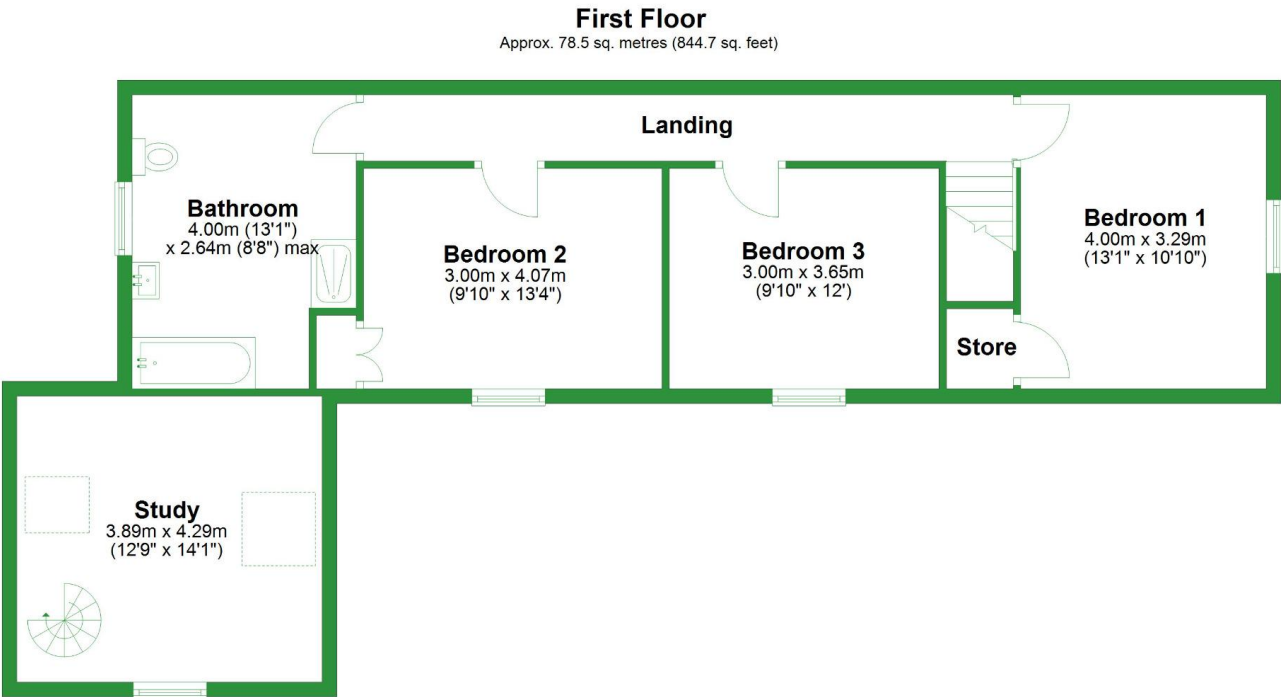 First Floor
Approx. 78.5 sq. metres (844.7 sq. feet)
Landing
Bathroom
4.00m (13'1")
x 2.64m (8'8") max
Bedroom 2
3.00m x 4.07m
(9'10" x 13'4")
Bedroom 3
3.00m x 3.65m
(9'10" x 12')
Bedroom 1
4.00m x 3.29m
(13'1" x 10'10")
Store
Study
3.89m x 4.29m
(12'9" x 14'1")